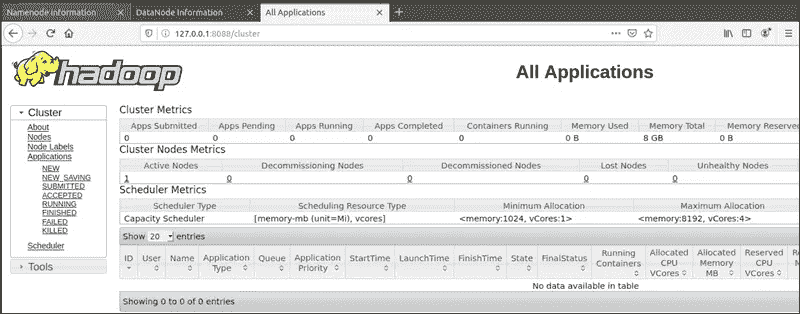 Namenode information
DataNode Information
All Applications
127.0.0.1:8088/cluster
hadoop
All Applications
Cluster
About
Nodes
Node Labels
Applications
NEW
NEW_SAVING
SUBMITTED
ACCEPTED
RUNNING
FINISHED
FAILED
KILLED
Scheduler
Tools
Cluster Metrics
Apps Submitted Apps Pending Apps Running Apps Completed Containers Running Memory Used Memory Total Memory Reserved
0 0 0 0 0 0 B 8 GB 0 B
Cluster Nodes Metrics
Active Nodes Decommissioning Nodes Decommissioned Nodes Lost Nodes Unhealthy Nodes
1 0 0 0 0
Scheduler Metrics
Scheduler Type Scheduling Resource Type Minimum Allocation Maximum Allocation
Capacity Scheduler [memory-mb (unit=Mi), vcores] <memory:1024, vCores:1> <memory:8192, vCores:4>
Show 20 entries
ID User Name Application Type Queue Application Priority StartTime LaunchTime FinishTime State FinalStatus Running Containers Allocated CPU VCores Allocated Memory MB Reserved CPU VCores
No data available in table
Showing 0 to 0 of 0 entries